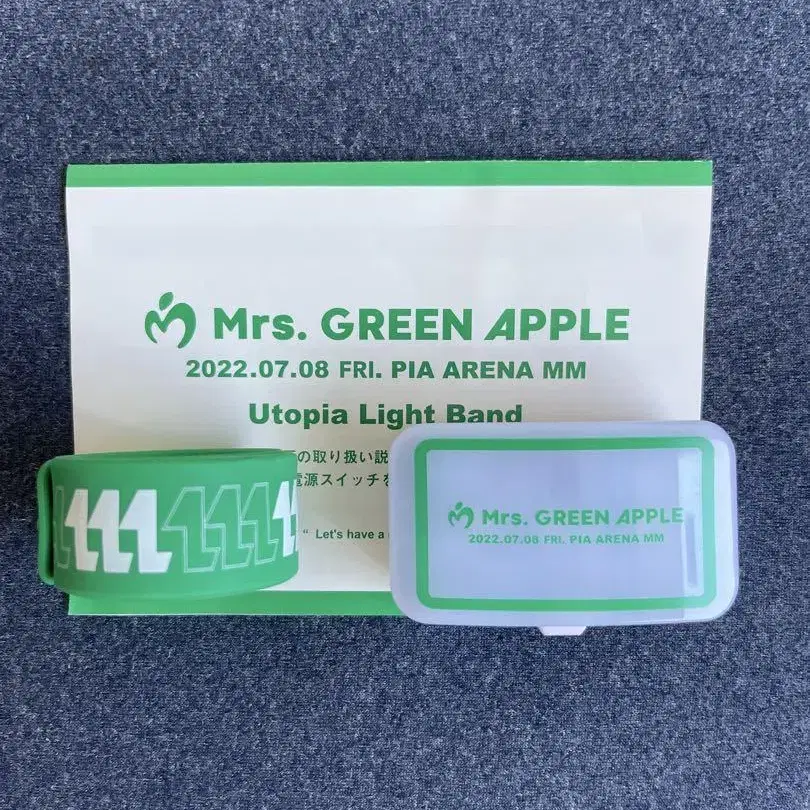 Mrs. GREEN APPLE
2022.07.08 FRI. PIA ARENA MM
Utopia Light Band
の取り扱い説
電源スイッチを
“ Let's have a
Mrs. GREEN APPLE
2022.07.08 FRI. PIA ARENA MM